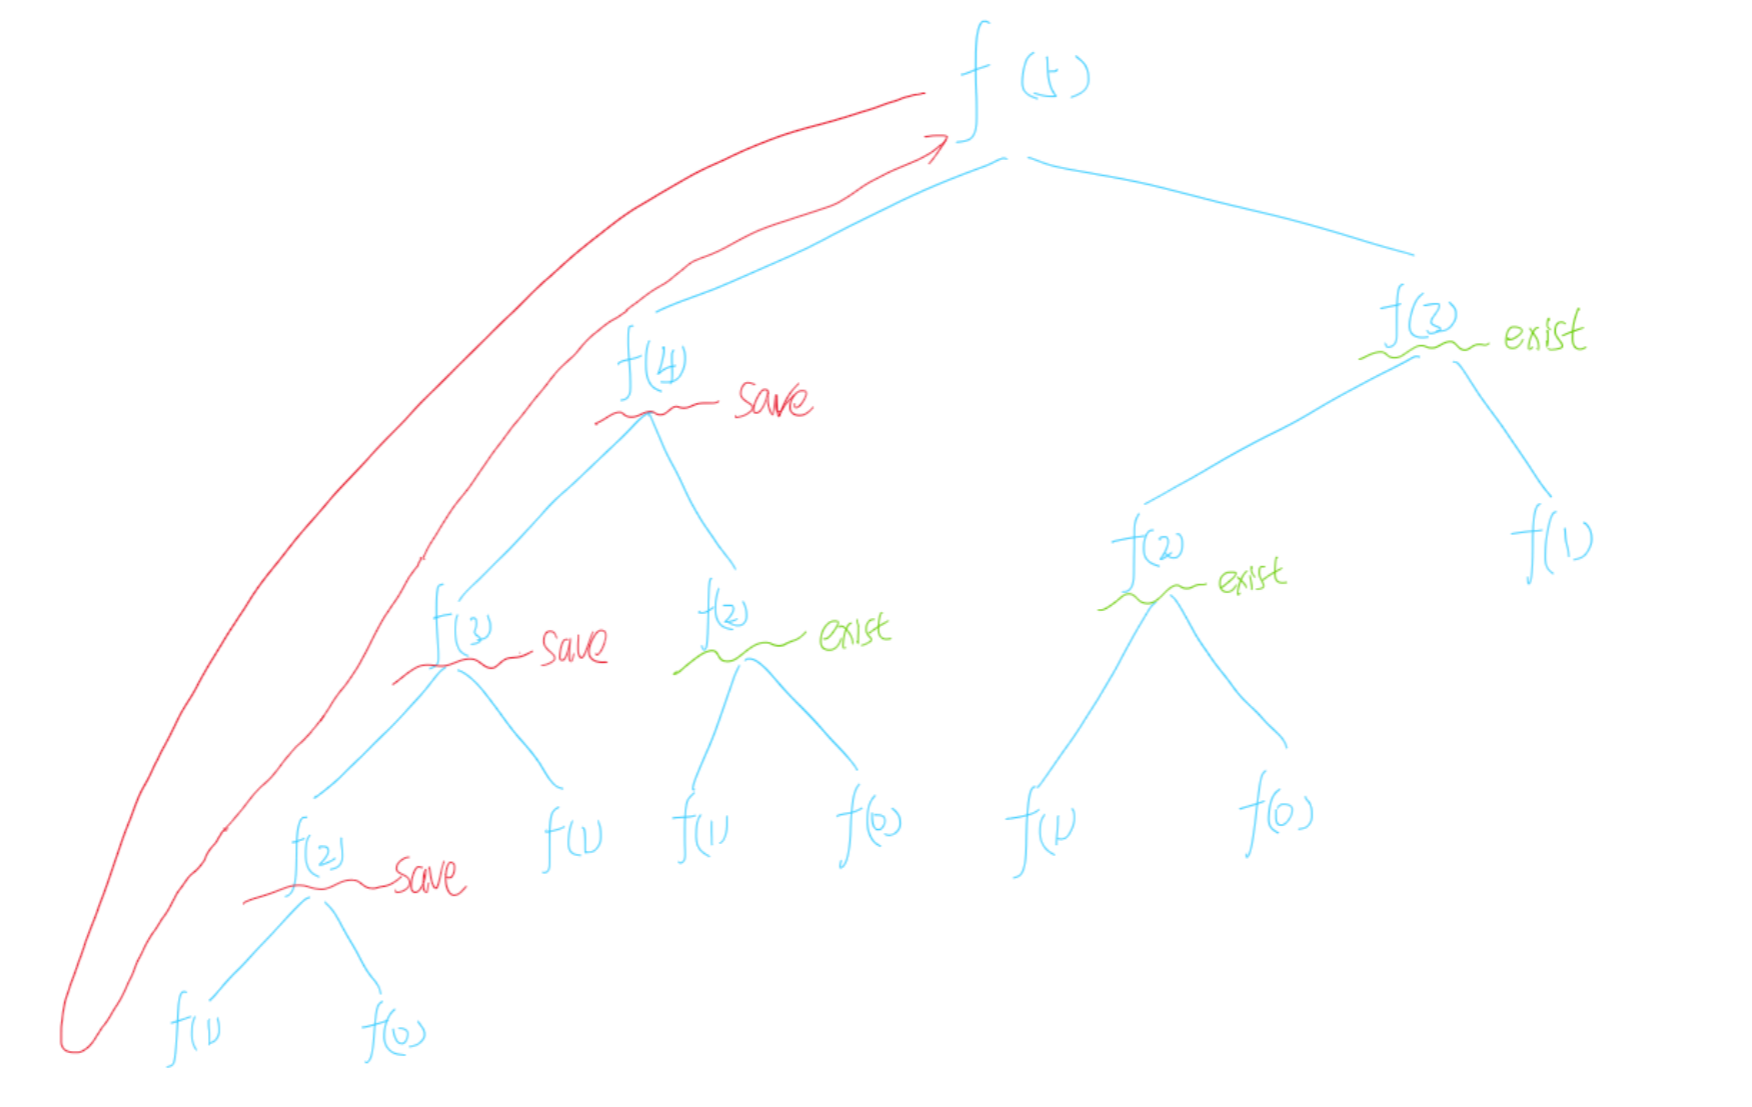 f(5)
f(3) exist
f(4) save
f(2) exist
f(1)
f(3) save
f(2) exist
f(1)
f(0)
f(1)
f(1)
f(0)
f(2) save
f(1)
f(0)